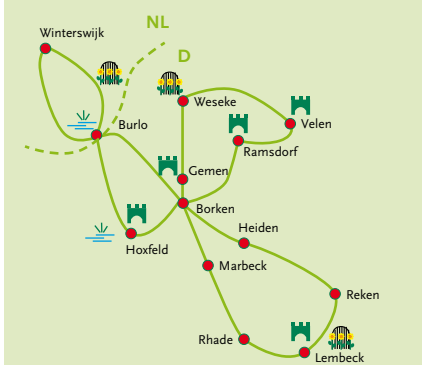 NL
Winterswijk
D
Weseke
Velen
Burlo
Ramsdorf
Gemen
Borken
Heiden
Hoxfeld
Marbeck
Reken
Rhade
Lembeck